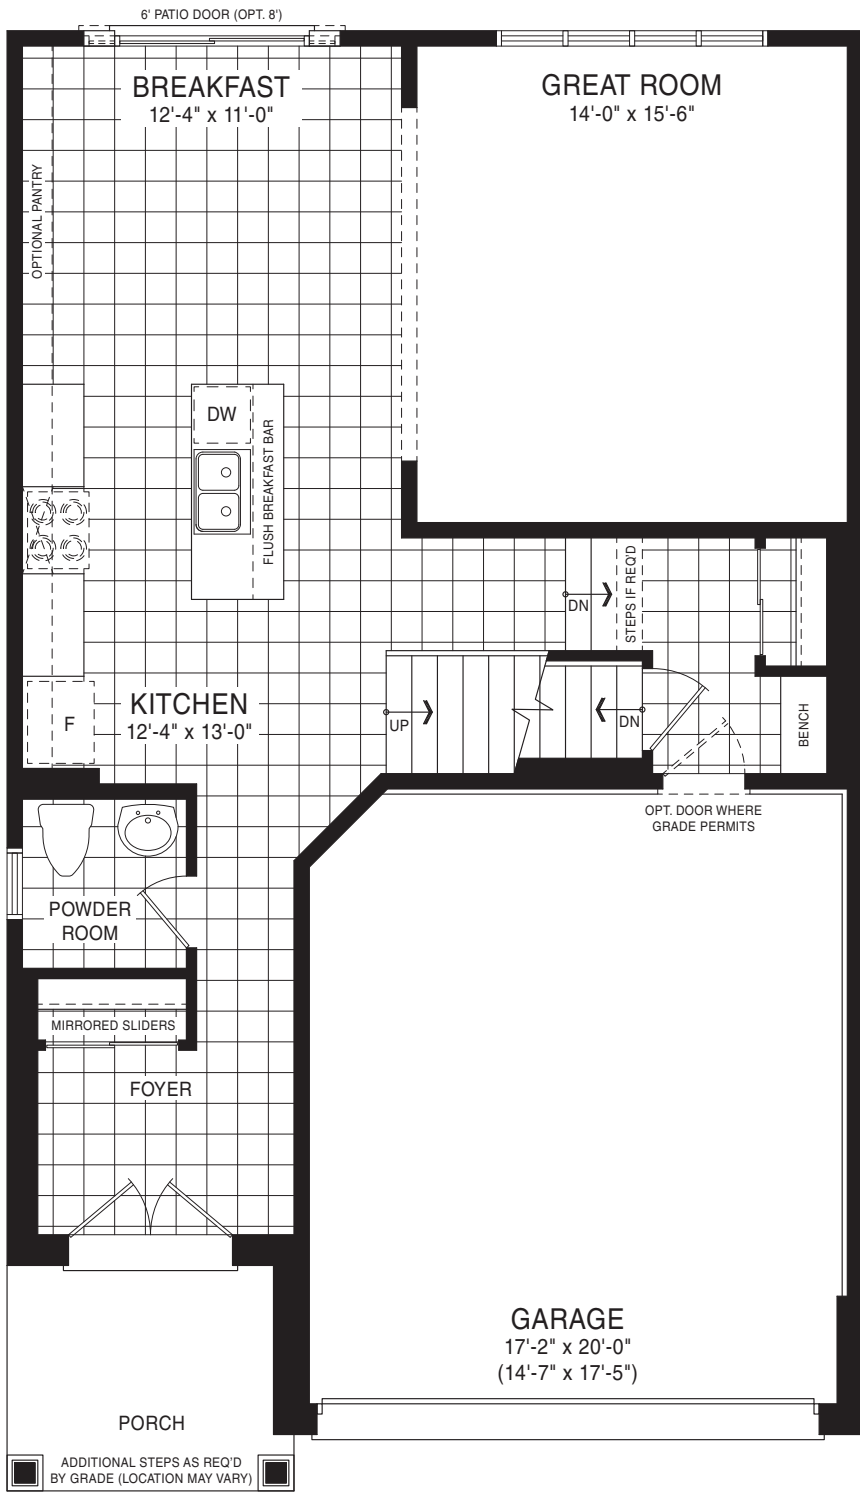 6' PATIO DOOR (OPT. 8')
BREAKFAST
12'-4" x 11'-0"
GREAT ROOM
14'-0" x 15'-6"
OPTIONAL PANTRY
DW
FLUSH BREAKFAST BAR
DN
STEPS IF REQ'D
F
KITCHEN
12'-4" x 13'-0"
UP
DN
BENCH
OPT. DOOR WHERE
GRADE PERMITS
POWDER
ROOM
MIRRORED SLIDERS
FOYER
GARAGE
17'-2" x 20'-0"
(14'-7" x 17'-5")
PORCH
ADDITIONAL STEPS AS REQ'D
BY GRADE (LOCATION MAY VARY)